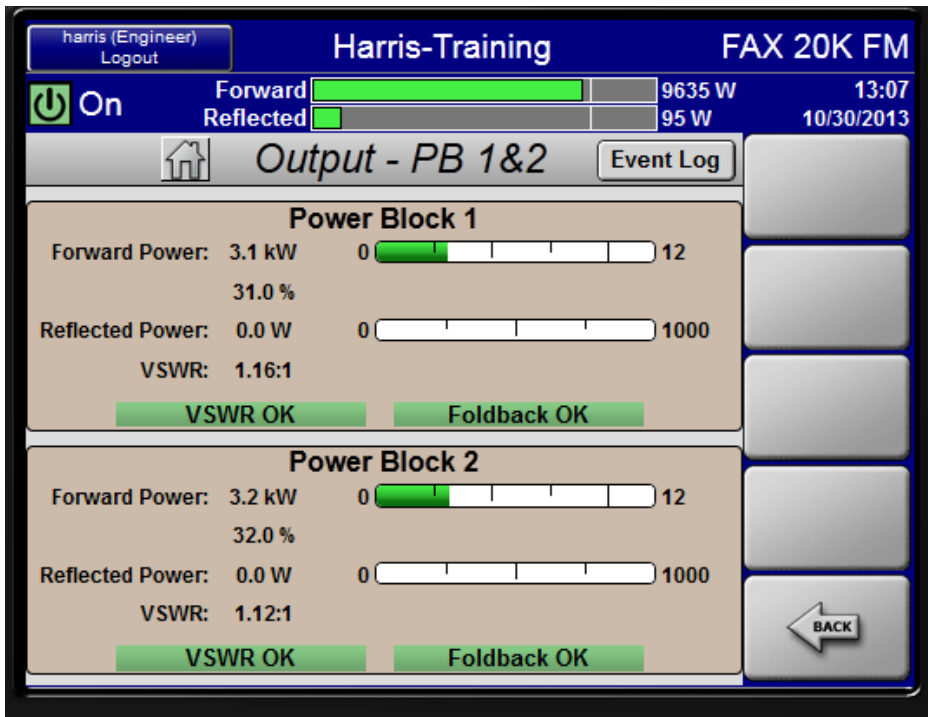 harris (Engineer)
Logout
Harris-Training
FAX 20K FM
On
Forward 9635 W
Reflected 95 W
13:07
10/30/2013
Output - PB 1&2
Event Log
Power Block 1
Forward Power: 3.1 kW 0 12
31.0 %
Reflected Power: 0.0 W 0 1000
VSWR: 1.16:1
VSWR OK Foldback OK
Power Block 2
Forward Power: 3.2 kW 0 12
32.0 %
Reflected Power: 0.0 W 0 1000
VSWR: 1.12:1
VSWR OK Foldback OK
BACK